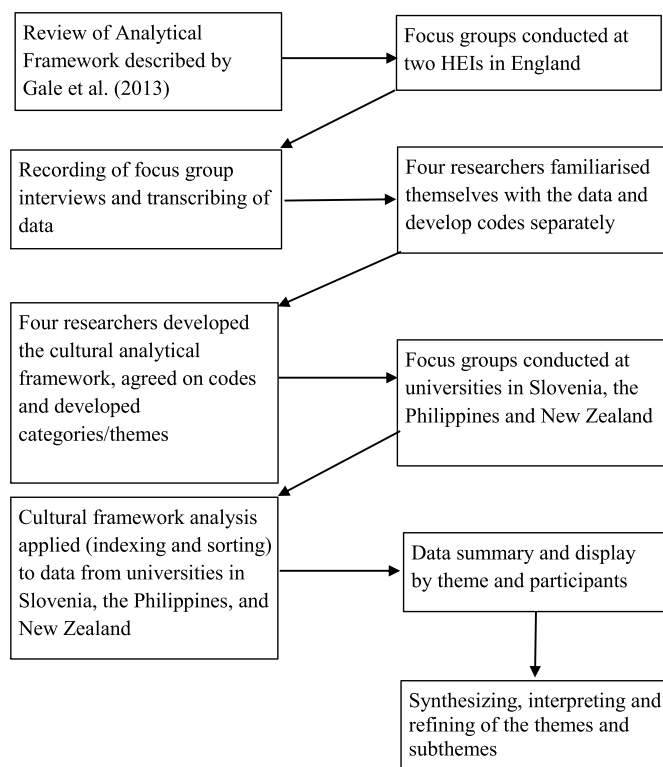 Review of Analytical
Framework described by
Gale et al. (2013)
Focus groups conducted at
two HEIs in England
Recording of focus group
interviews and transcribing of
data
Four researchers familiarised
themselves with the data and
develop codes separately
Four researchers developed
the cultural analytical
framework, agreed on codes
and developed
categories/themes
Focus groups conducted at
universities in Slovenia, the
Philippines and New Zealand
Cultural framework analysis
applied (indexing and sorting)
to data from universities in
Slovenia, the Philippines, and
New Zealand
Data summary and display
by theme and participants
Synthesizing, interpreting and
refining of the themes and
subthemes